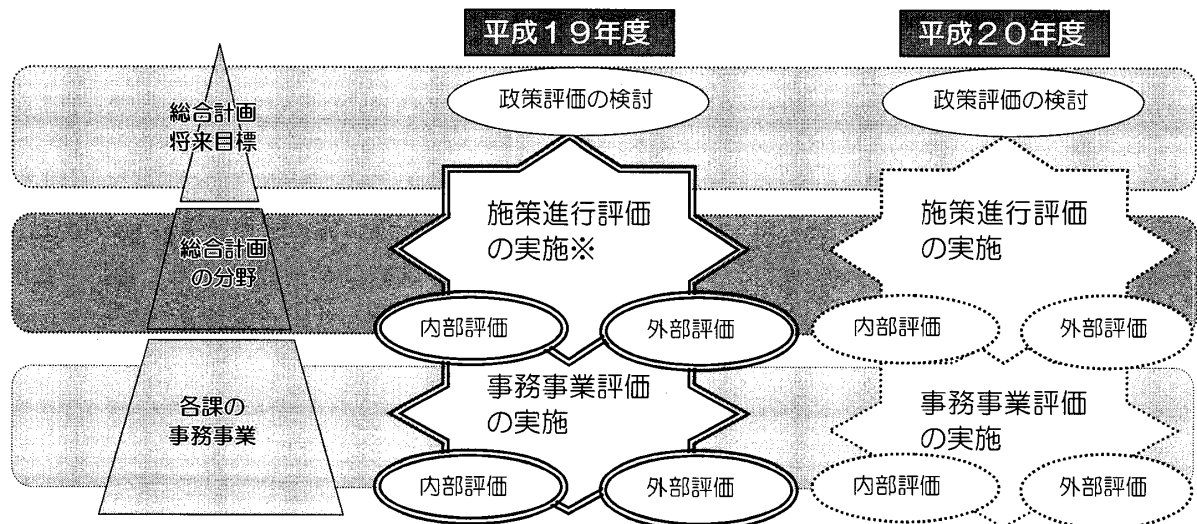 平成19年度
平成20年度
総合計画
将来目標
政策評価の検討
政策評価の検討
総合計画
の分野
施策進行評価
の実施※
内部評価
外部評価
施策進行評価
の実施
内部評価
外部評価
各課の
事務事業
事務事業評価
の実施
内部評価
外部評価
事務事業評価
の実施
内部評価
外部評価